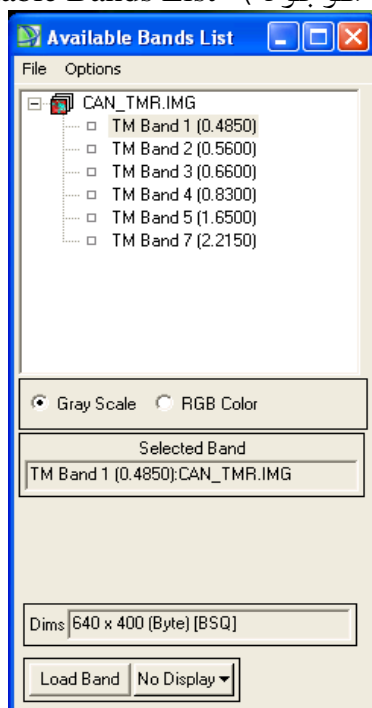 Available Bands List
File Options
CAN_TMR.IMG
TM Band 1 (0.4850)
TM Band 2 (0.5600)
TM Band 3 (0.6600)
TM Band 4 (0.8300)
TM Band 5 (1.6500)
TM Band 7 (2.2150)
Gray Scale RGB Color
Selected Band
TM Band 1 (0.4850):CAN_TMR.IMG
Dims 640 x 400 (Byte) [BSQ]
Load Band No Display